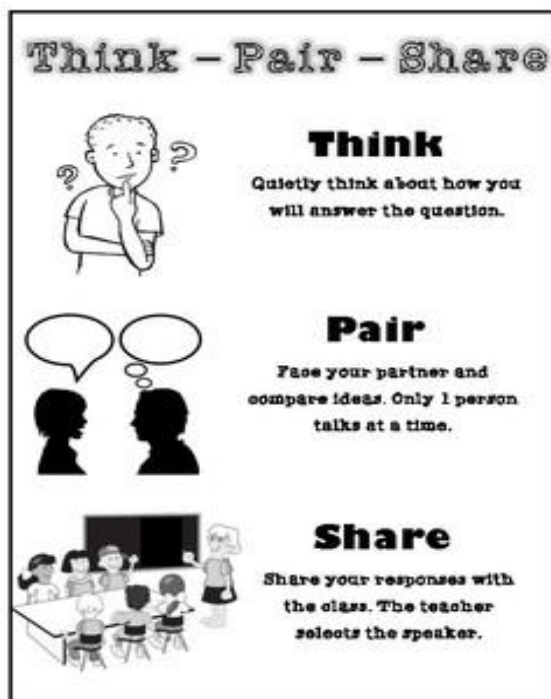 Think – Pair – Share
Think
Quietly think about how you
will answer the question.
Pair
Face your partner and
compare ideas. Only 1 person
talks at a time.
Share
Share your responses with
the class. The teacher
selects the speaker.